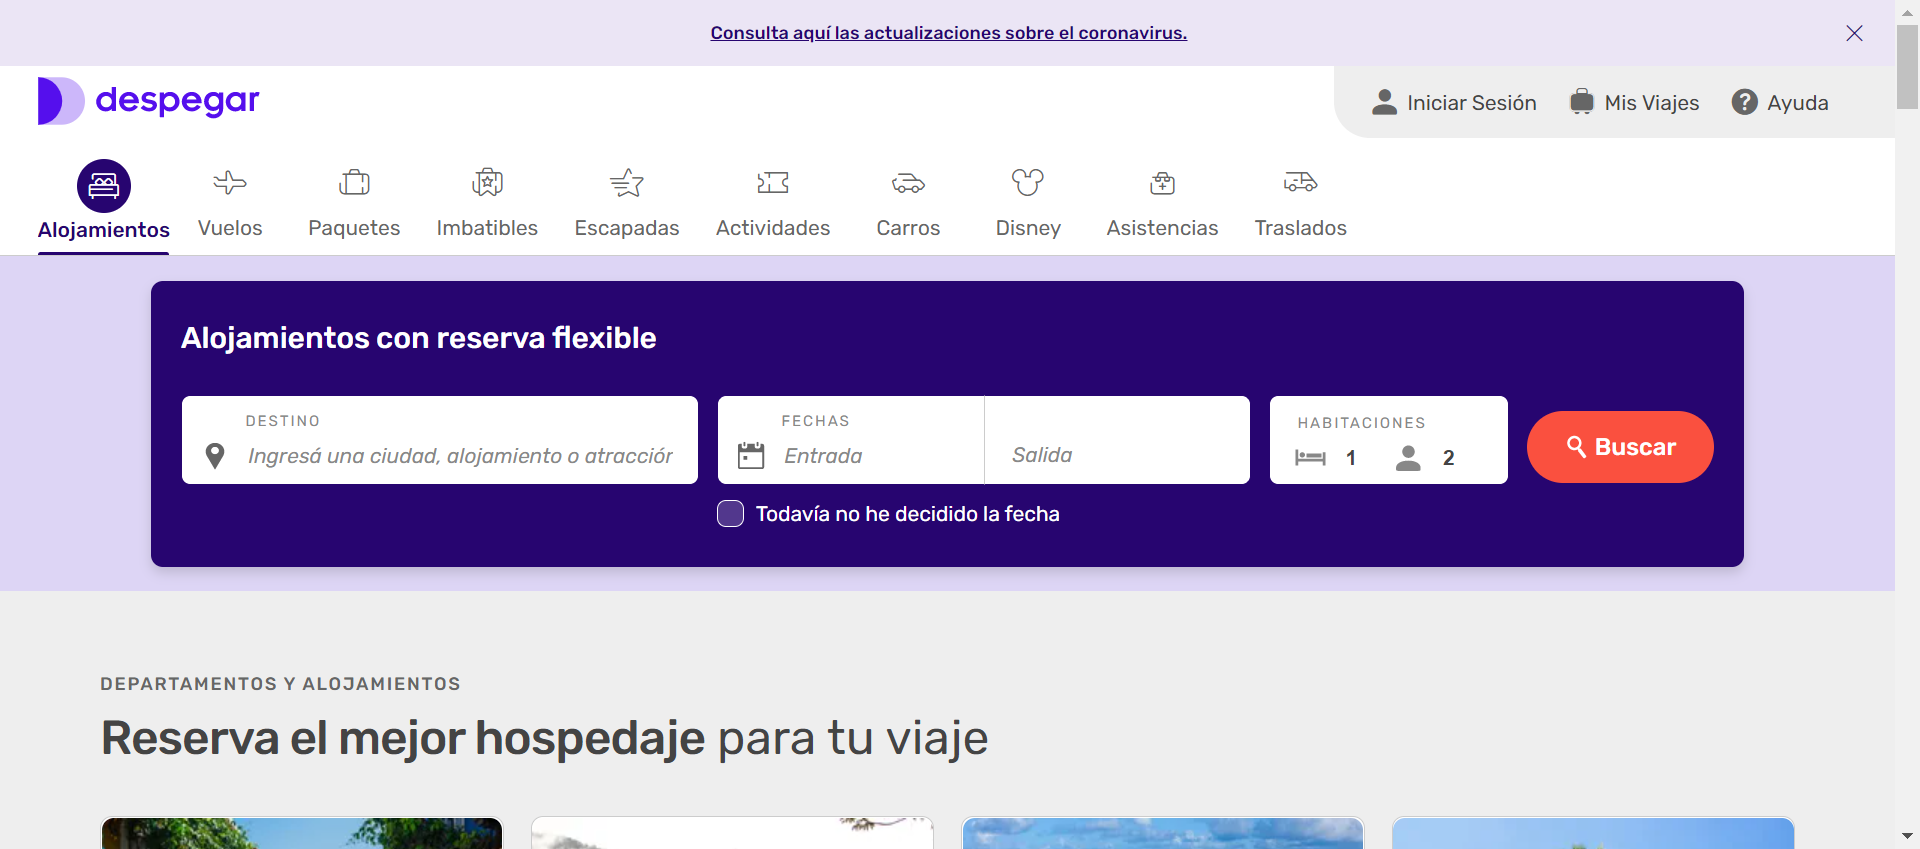 Consulta aquí las actualizaciones sobre el coronavirus.
despegar
Iniciar Sesión Mis Viajes Ayuda
Alojamientos Vuelos Paquetes Imbatibles Escapadas Actividades Carros Disney Asistencias Traslados
Alojamientos con reserva flexible
DESTINO FECHAS HABITACIONES
Ingresá una ciudad, alojamiento o atracciór Entrada Salida 1 2 Buscar
Todavía no he decidido la fecha
DEPARTAMENTOS Y ALOJAMIENTOS
Reserva el mejor hospedaje para tu viaje